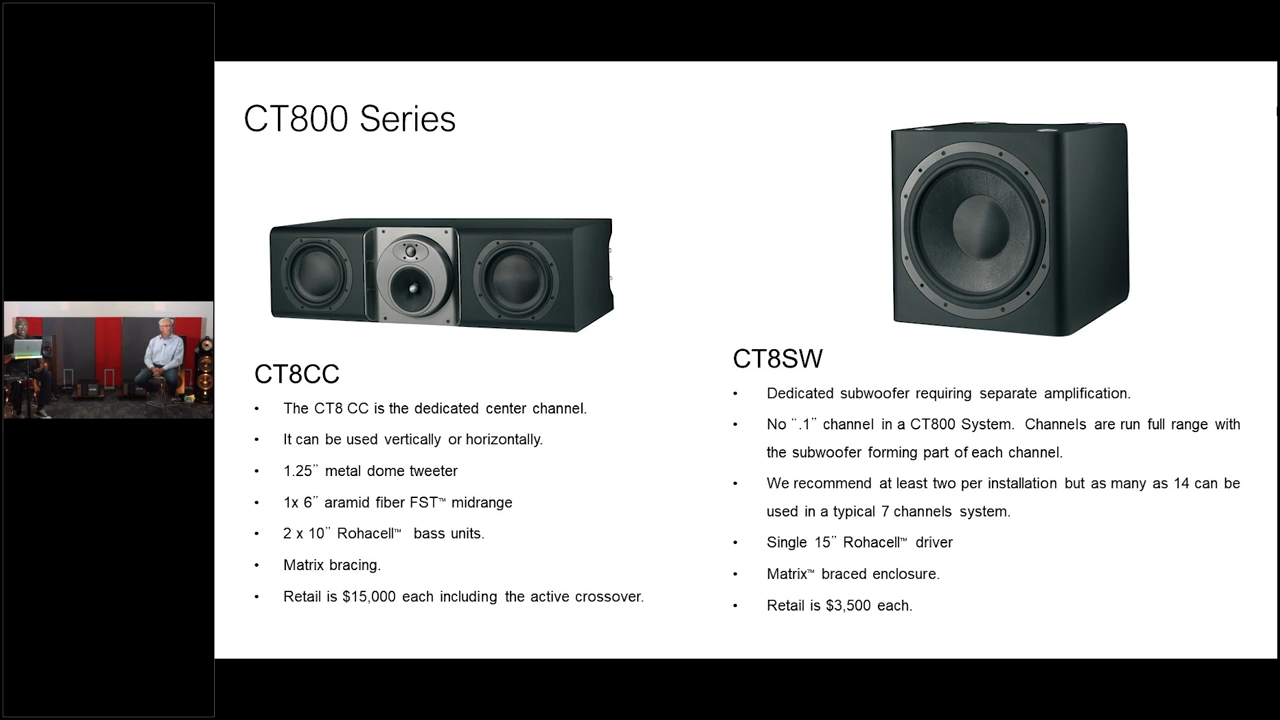 CT800 Series
CT8CC
• The CT8 CC is the dedicated center channel.
• It can be used vertically or horizontally.
• 1.25¨ metal dome tweeter
• 1x 6¨ aramid fiber FST™ midrange
• 2 x 10¨ Rohacell™ bass units.
• Matrix bracing.
• Retail is $15,000 each including the active crossover.
CT8SW
• Dedicated subwoofer requiring separate amplification.
• No ¨.1¨ channel in a CT800 System. Channels are run full range with
the subwoofer forming part of each channel.
• We recommend at least two per installation but as many as 14 can be
used in a typical 7 channels system.
• Single 15¨ Rohacell™ driver
• Matrix™ braced enclosure.
• Retail is $3,500 each.